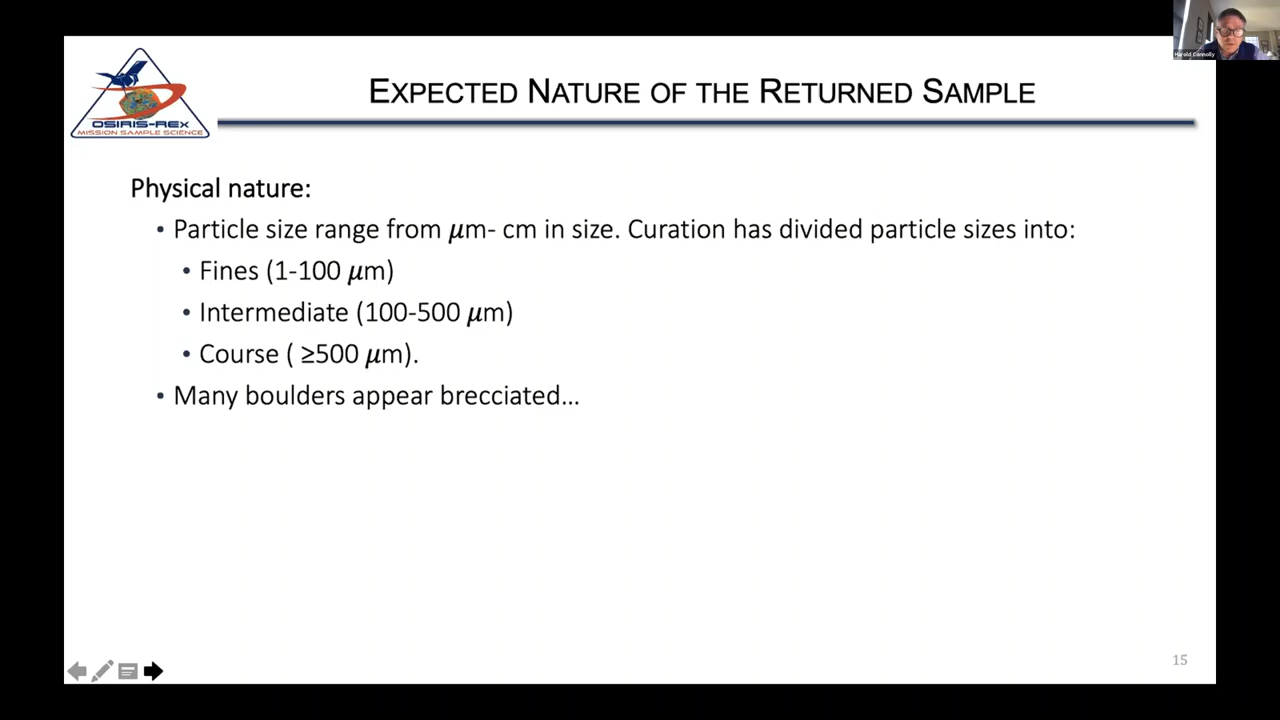 Harold Connolly
OSIRIS-REx
MISSION SAMPLE SCIENCE
EXPECTED NATURE OF THE RETURNED SAMPLE
Physical nature:
• Particle size range from μm- cm in size. Curation has divided particle sizes into:
• Fines (1-100 μm)
• Intermediate (100-500 μm)
• Course ( ≥500 μm).
• Many boulders appear brecciated...
15